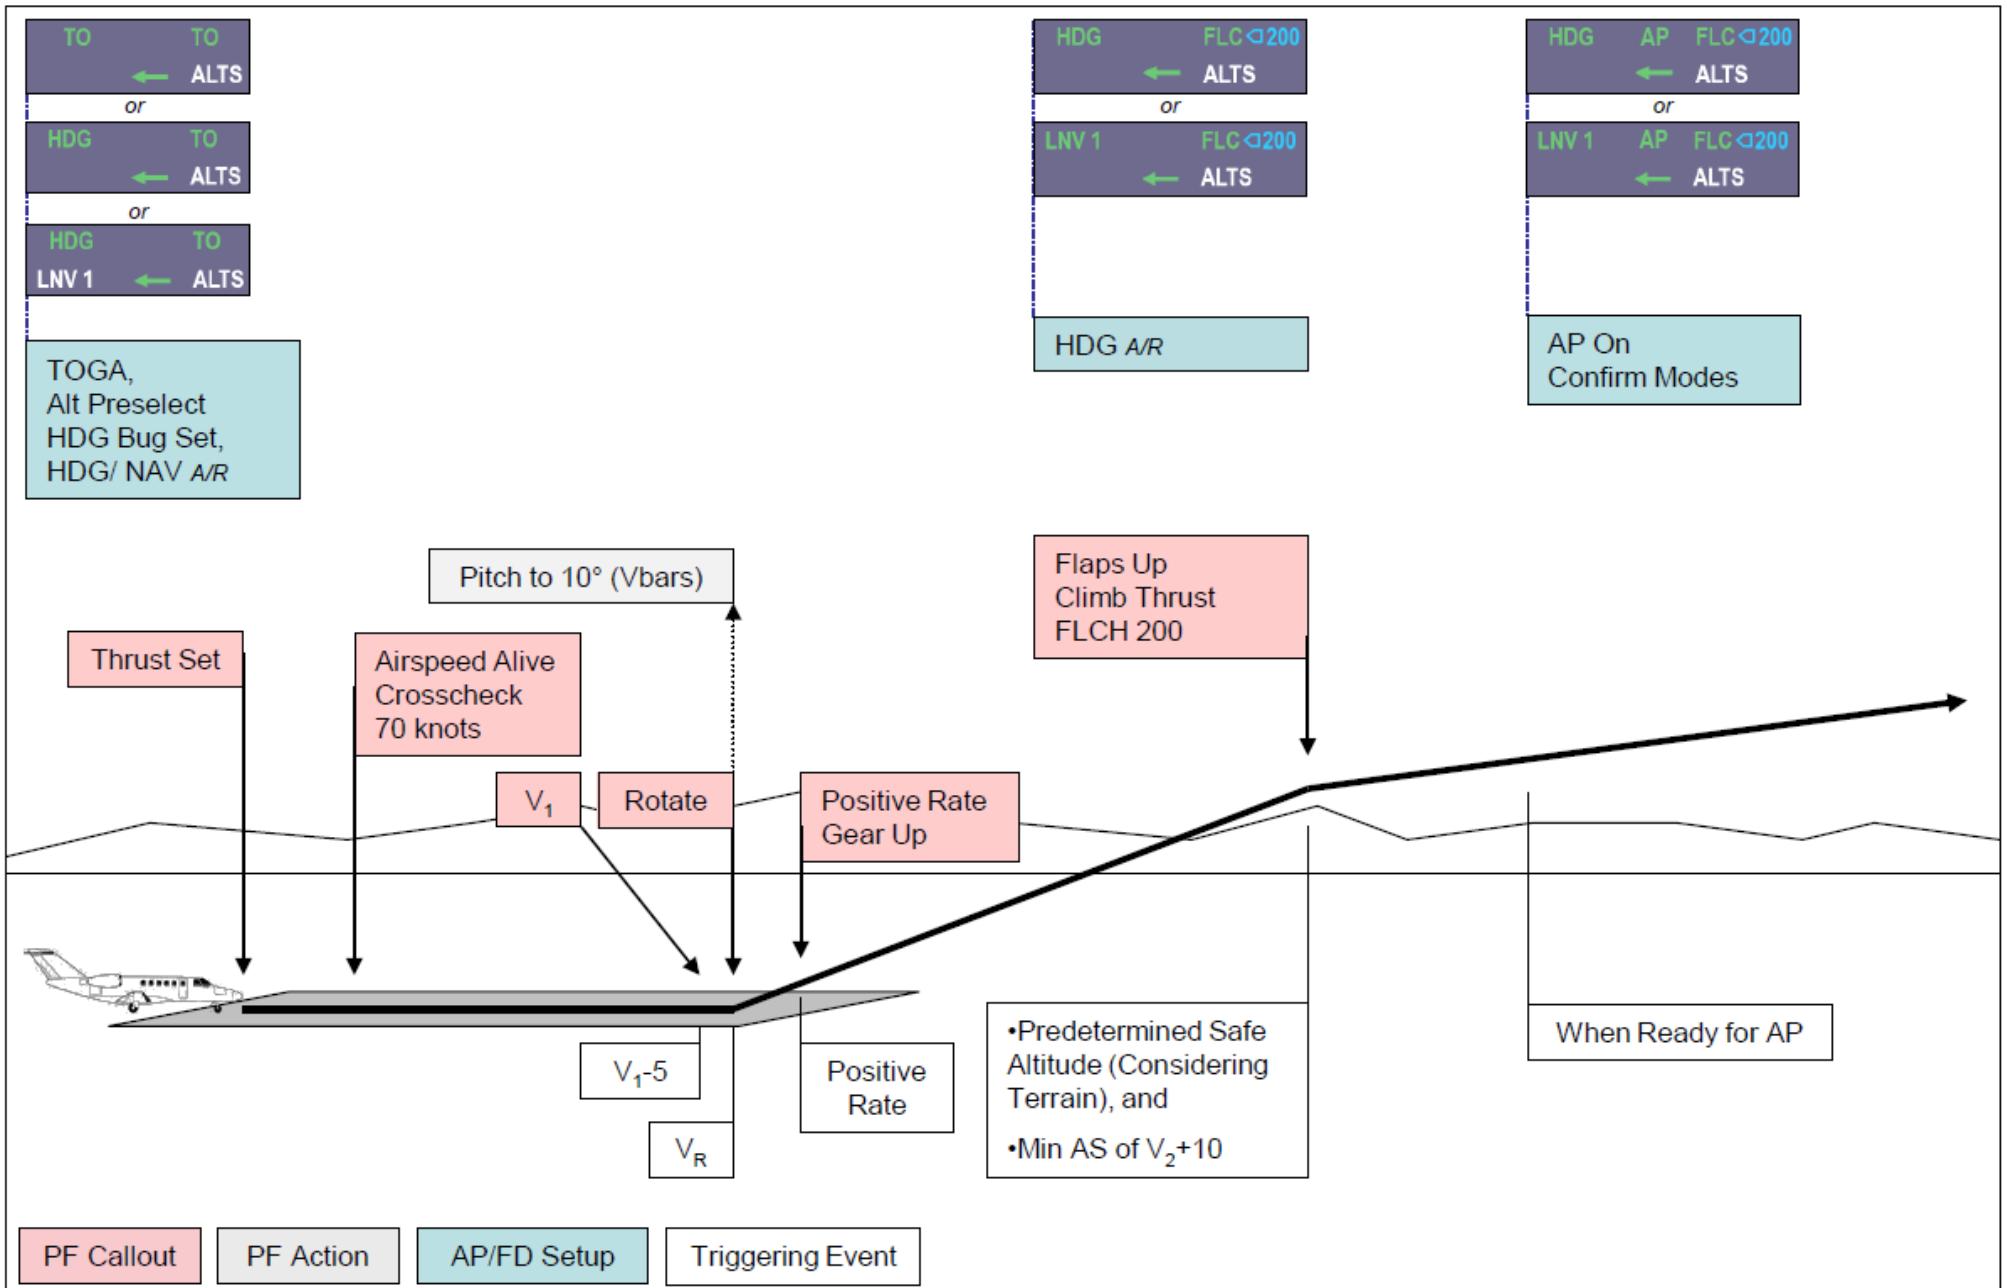 TO TO
← ALTS
or
HDG TO
← ALTS
or
HDG TO
LNV 1 ← ALTS
TOGA,
Alt Preselect
HDG Bug Set,
HDG/ NAV A/R
HDG FLC 200
← ALTS
or
LNV 1 FLC 200
← ALTS
HDG A/R
HDG AP FLC 200
← ALTS
or
LNV 1 AP FLC 200
← ALTS
AP On
Confirm Modes
Pitch to 10° (Vbars)
Thrust Set
Airspeed Alive
Crosscheck
70 knots
V1
Rotate
Positive Rate
Gear Up
Flaps Up
Climb Thrust
FLCH 200
V1-5
VR
Positive
Rate
•Predetermined Safe
Altitude (Considering
Terrain), and
•Min AS of V2+10
When Ready for AP
PF Callout
PF Action
AP/FD Setup
Triggering Event